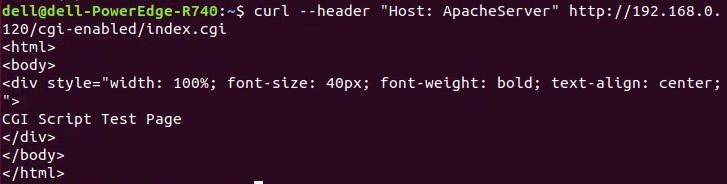 dell@dell-PowerEdge-R740:~$ curl --header "Host: ApacheServer" http://192.168.0.
120/cgi-enabled/index.cgi
<html>
<body>
<div style="width: 100%; font-size: 40px; font-weight: bold; text-align: center;
">
CGI Script Test Page
</div>
</body>
</html>